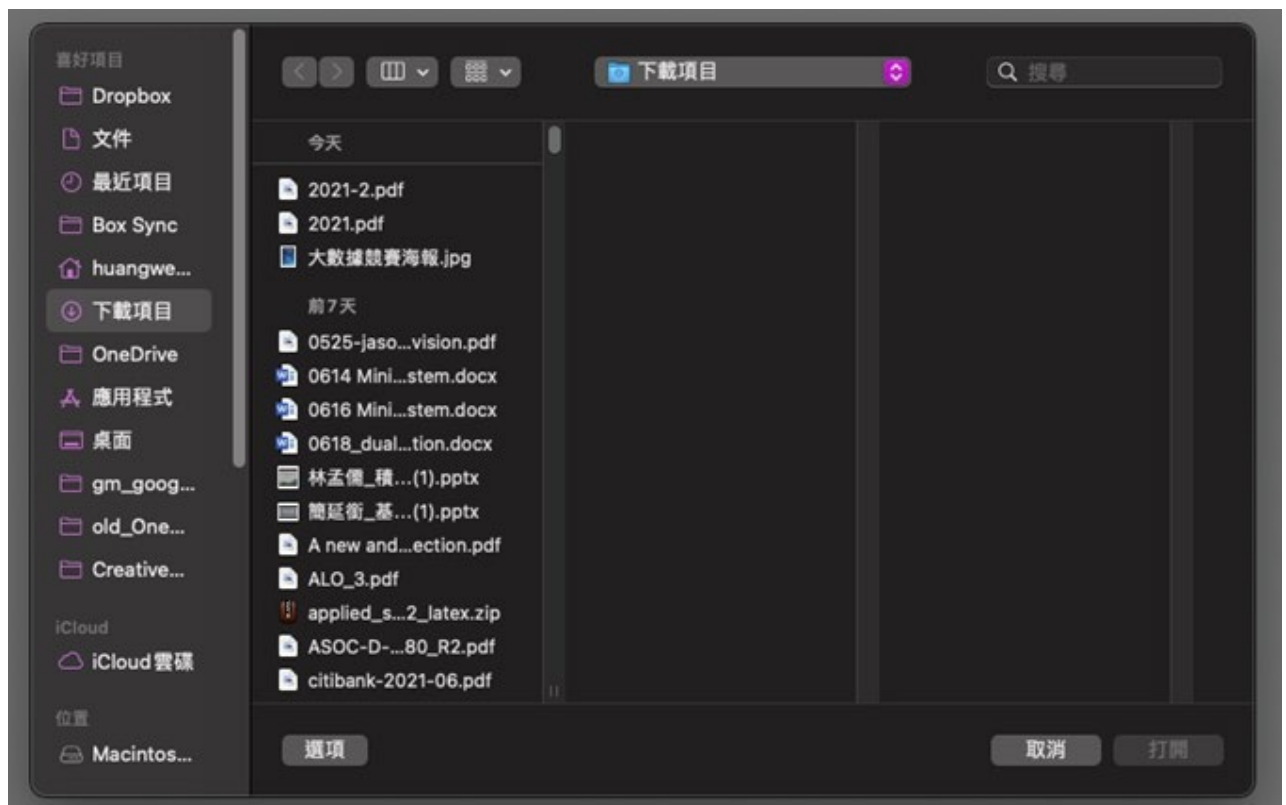 喜好項目
Dropbox
文件
最近項目
Box Sync
huangwe...
下載項目
OneDrive
應用程式
桌面
gm_goog...
old_One...
Creative...
iCloud
iCloud雲碟
位置
Macintos...
下載項目
搜尋
今天
2021-2.pdf
2021.pdf
大數據競賽海報.jpg
前7天
0525-jaso...vision.pdf
0614 Mini...stem.docx
0616 Mini...stem.docx
0618_dual...tion.docx
林孟儒_積...(1).pptx
簡延衡_基...(1).pptx
A new and...ection.pdf
ALO_3.pdf
applied_s...2_latex.zip
ASOC-D-...80_R2.pdf
citibank-2021-06.pdf
選項
取消
打開